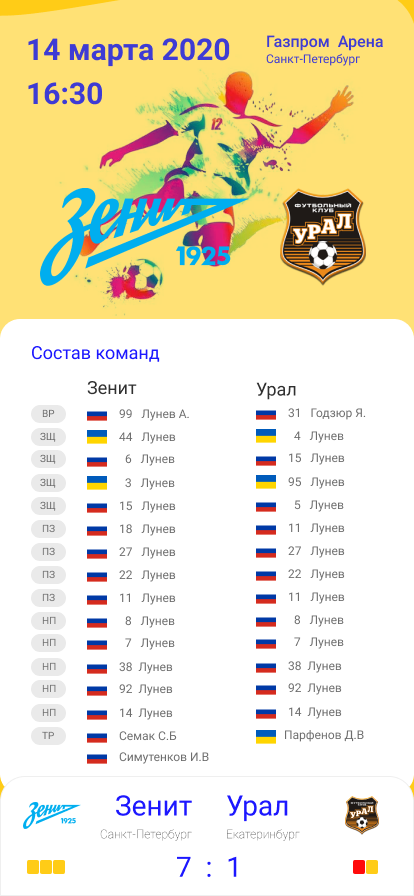 14 марта 2020
Газпром Арена
Санкт-Петербург
16:30
12
Зенит
1925
ФУТБОЛЬНЫЙ
КЛУБ
УРАЛ
Состав команд
Зенит Урал
ВР 99 Лунев А. 31 Годзюр Я.
ЗЩ 44 Лунев 4 Лунев
ЗЩ 6 Лунев 15 Лунев
ЗЩ 3 Лунев 95 Лунев
ЗЩ 15 Лунев 5 Лунев
ПЗ 18 Лунев 11 Лунев
ПЗ 27 Лунев 27 Лунев
ПЗ 22 Лунев 22 Лунев
ПЗ 11 Лунев 11 Лунев
НП 8 Лунев 8 Лунев
НП 7 Лунев 7 Лунев
НП 38 Лунев 38 Лунев
НП 92 Лунев 92 Лунев
НП 14 Лунев 14 Лунев
ТР Семак С.Б Парфенов Д.В
Симутенков И.В
Зенит
1925
Зенит Урал
УРАЛ
Санкт-Петербург Екатеринбург
7 : 1